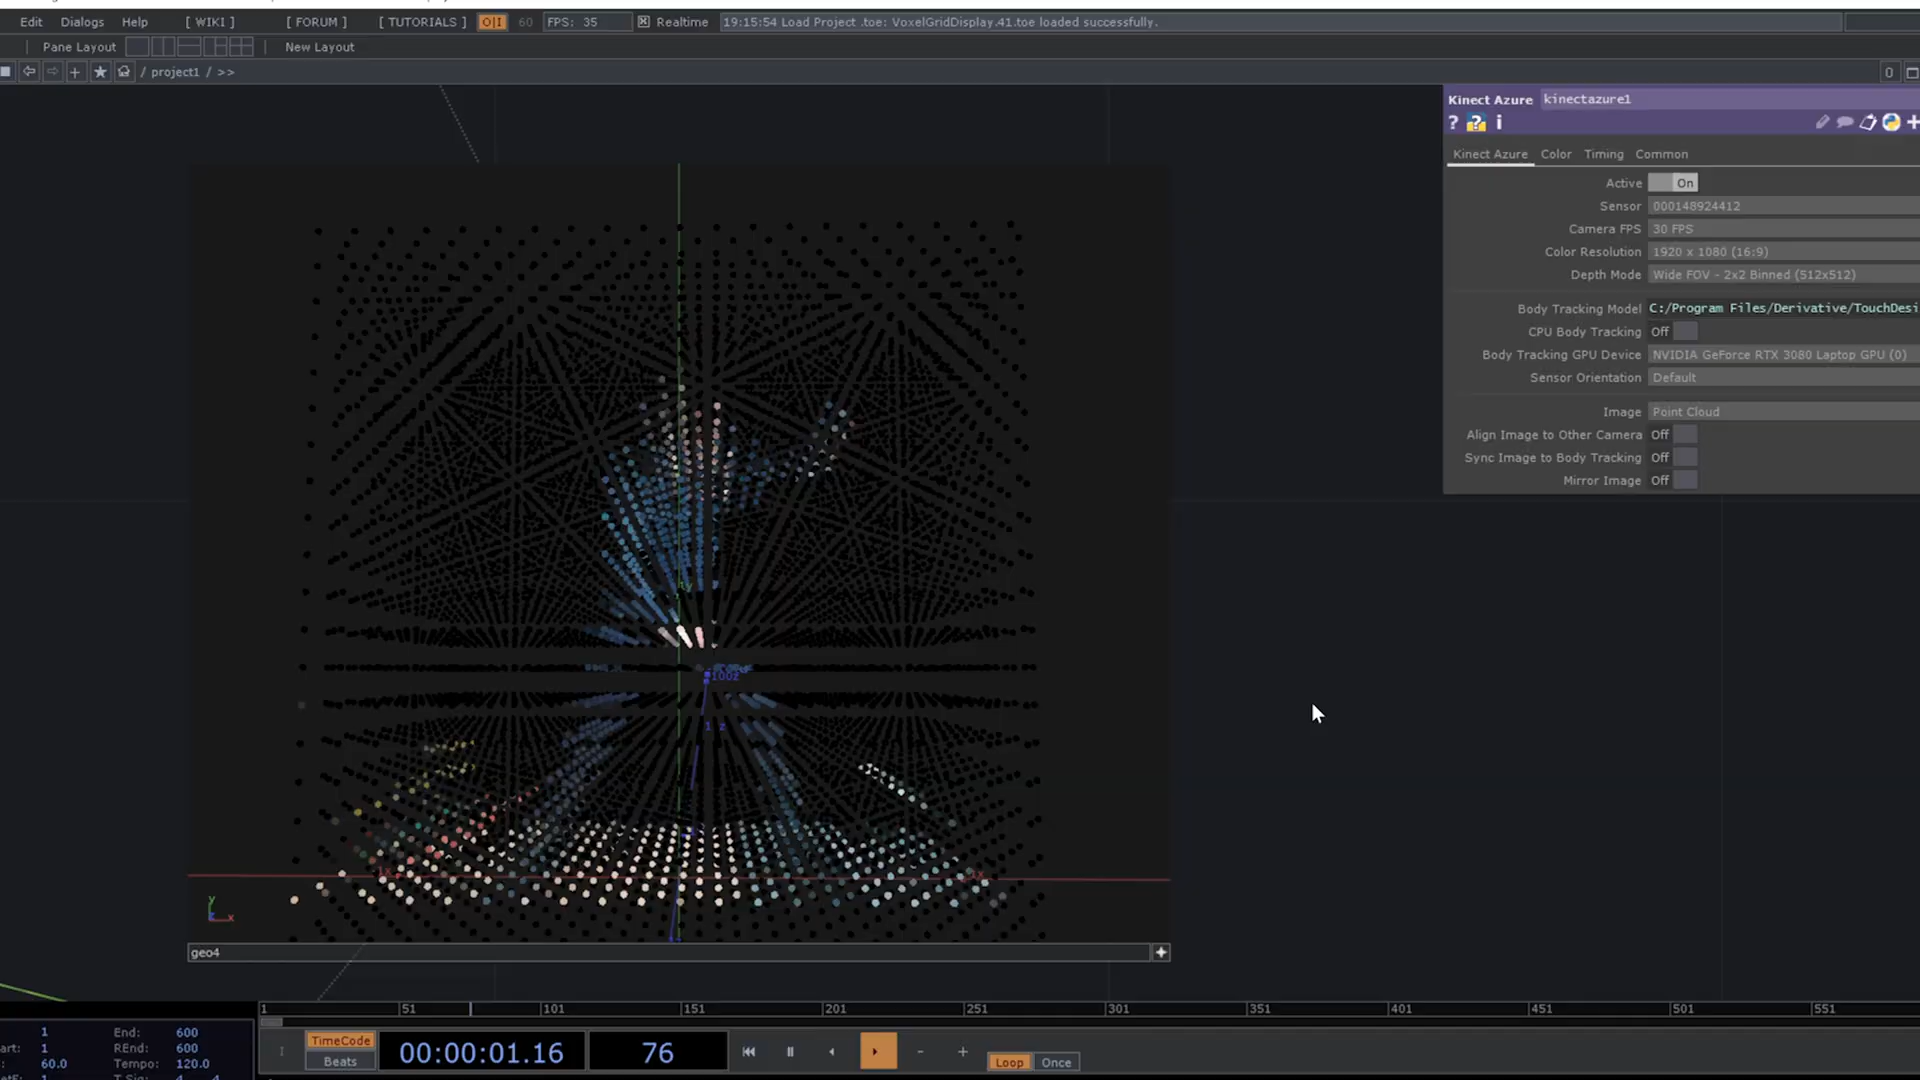 Edit Dialogs Help [ WIKI ] [ FORUM ] [ TUTORIALS ] O|I 60 FPS: 35 Realtime 19:15:54 Load Project .toe: VoxelGridDisplay.41.toe loaded successfully.
Pane Layout New Layout
/ project1 / >> 0
Kinect Azure kinectazure1
? ? i
Kinect Azure Color Timing Common
Active On
Sensor 000148924412
Camera FPS 30 FPS
Color Resolution 1920 x 1080 (16:9)
Depth Mode Wide FOV - 2x2 Binned (512x512)
Body Tracking Model C:/Program Files/Derivative/TouchDesi
CPU Body Tracking Off
Body Tracking GPU Device NVIDIA GeForce RTX 3080 Laptop GPU (0)
Sensor Orientation Default
Image Point Cloud
Align Image to Other Camera Off
Sync Image to Body Tracking Off
Mirror Image Off
100z
1 z
1x
y
x
geo4
1 51 101 151 201 251 301 351 401 451 501 551
1 End: 600
art: 1 REnd: 600
: 60.0 Tempo: 120.0
TimeCode
Beats
00:00:01.16 76
Loop Once